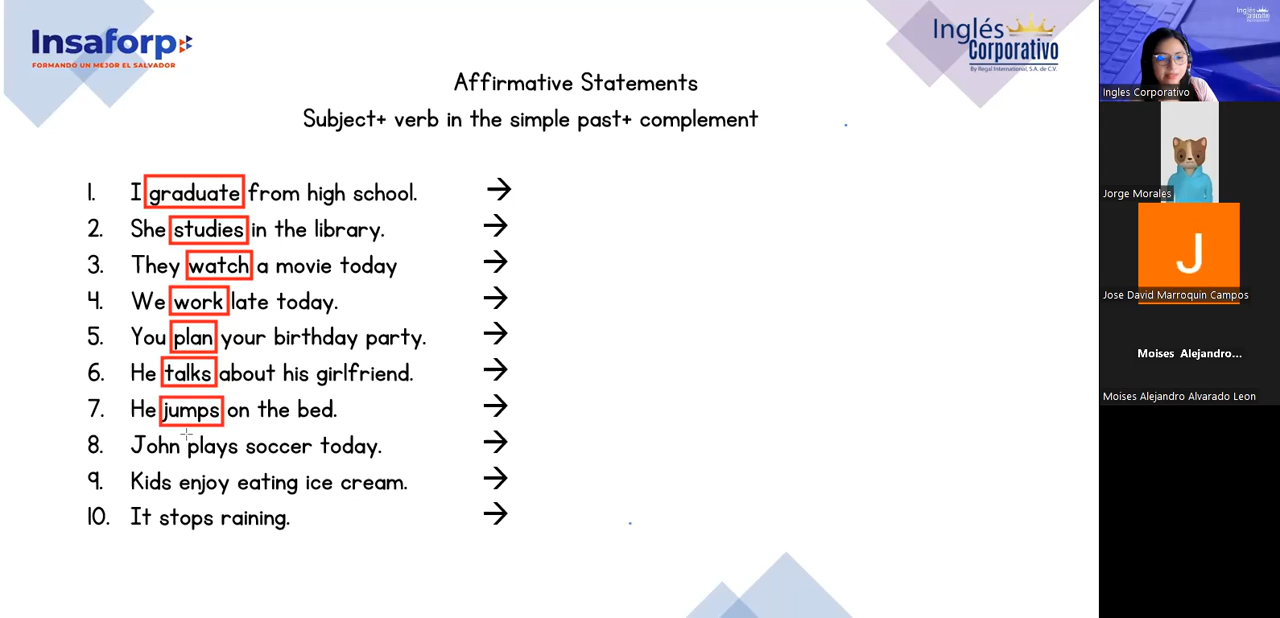 Insaforp
FORMANDO UN MEJOR EL SALVADOR
Inglés
Corporativo
By Regal International, S.A. de C.V.
Affirmative Statements
Subject+ verb in the simple past+ complement
1. I graduate from high school. →
2. She studies in the library. →
3. They watch a movie today →
4. We work late today. →
5. You plan your birthday party. →
6. He talks about his girlfriend. →
7. He jumps on the bed. →
8. John plays soccer today. →
9. Kids enjoy eating ice cream. →
10. It stops raining. →
Inglés
Ingles Corporativo
Jorge Morales
J
Jose David Marroquin Campos
Moises Alejandro...
Moises Alejandro Alvarado Leon